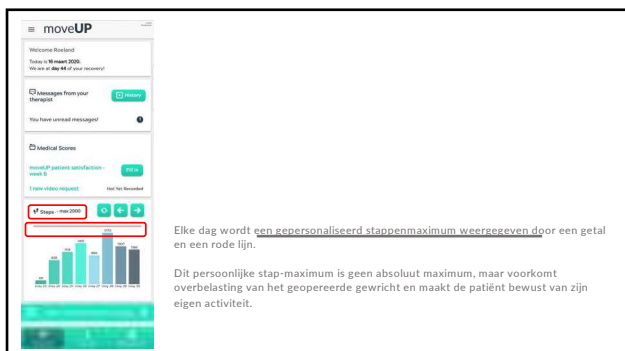 moveUP
Welcome Roeland
Today is 16 maart 2020.
We are at day 44 of your recovery!
Messages from your
therapist
History
You have unread messages!
Medical Scores
moveUP patient satisfaction -
week 6
Fill in
1 new video request
Not Yet Recorded
Steps - max 2000
Elke dag wordt een gepersonaliseerd stappenmaximum weergegeven door een getal
en een rode lijn.
Dit persoonlijke stap-maximum is geen absoluut maximum, maar voorkomt
overbelasting van het geopereerde gewricht en maakt de patiënt bewust van zijn
eigen activiteit.